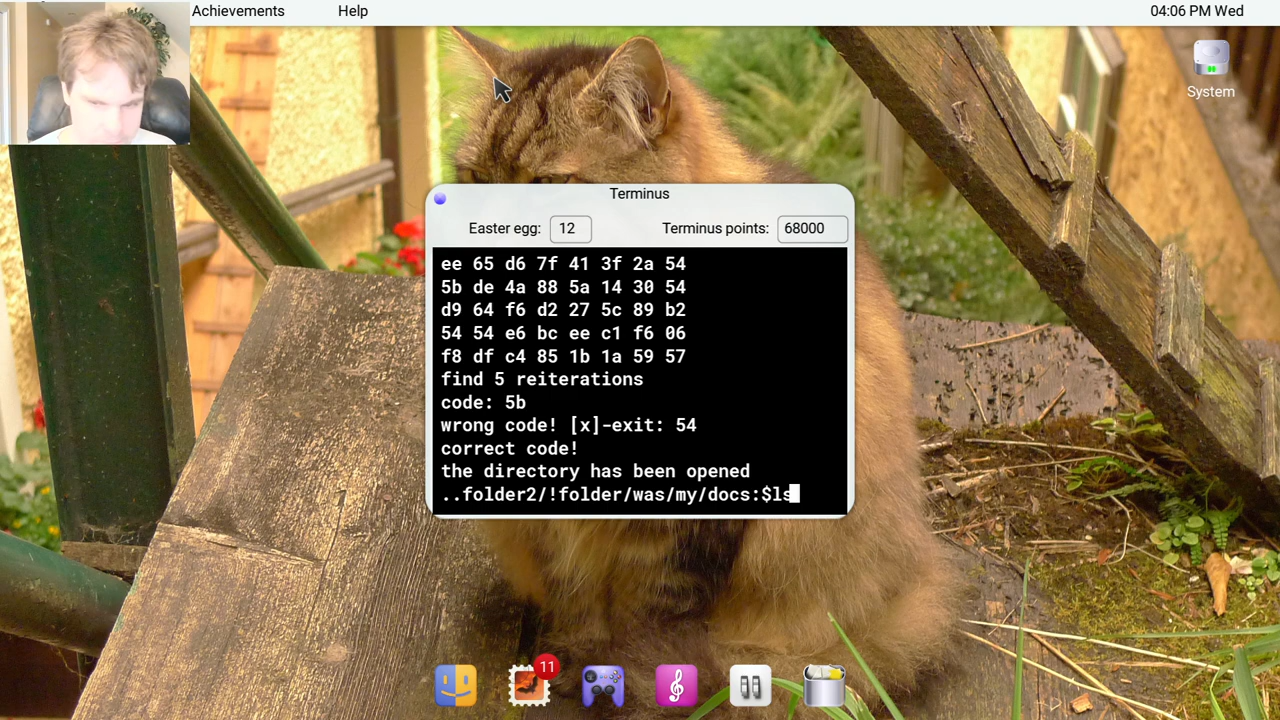 Achievements
Help
04:06 PM Wed
System
Terminus
Easter egg: 12
Terminus points: 68000
ee 65 d6 7f 41 3f 2a 54
5b de 4a 88 5a 14 30 54
d9 64 f6 d2 27 5c 89 b2
54 54 e6 bc ee c1 f6 06
f8 df c4 85 1b 1a 59 57
find 5 reiterations
code: 5b
wrong code! [x]-exit: 54
correct code!
the directory has been opened
..folder2/!folder/was/my/docs:$ls
11